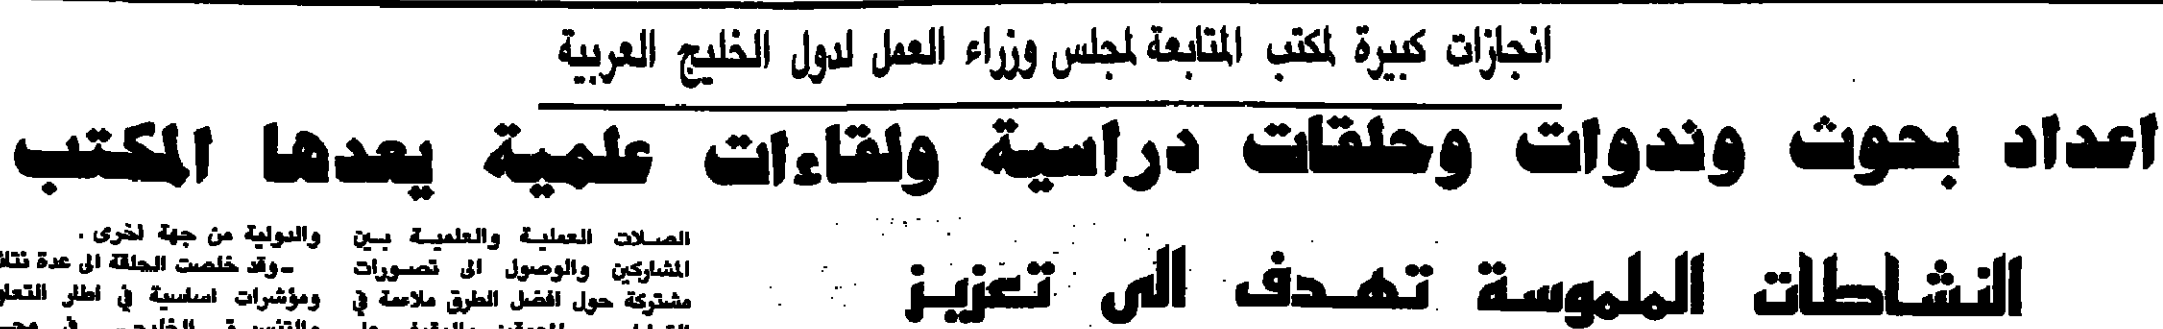 انجازات كبيرة لمكتب المتابعة لمجلس وزراء العمل لدول الخليج العربية
اعداد بحوث وندوات وحلقات دراسية ولقاءات علمية يعدها المكتب
النشاطات الملموسة تهدف الى تعزيز
الصلات العملية والعلمية بين
المشاركين والوصول الى تصورات
مشتركة حول افضل الطرق ملاءمة في
والدولية من جهة اخرى .
ـ وقد خلصت الحلقة الى عدة
ومؤشرات اساسية في اطار